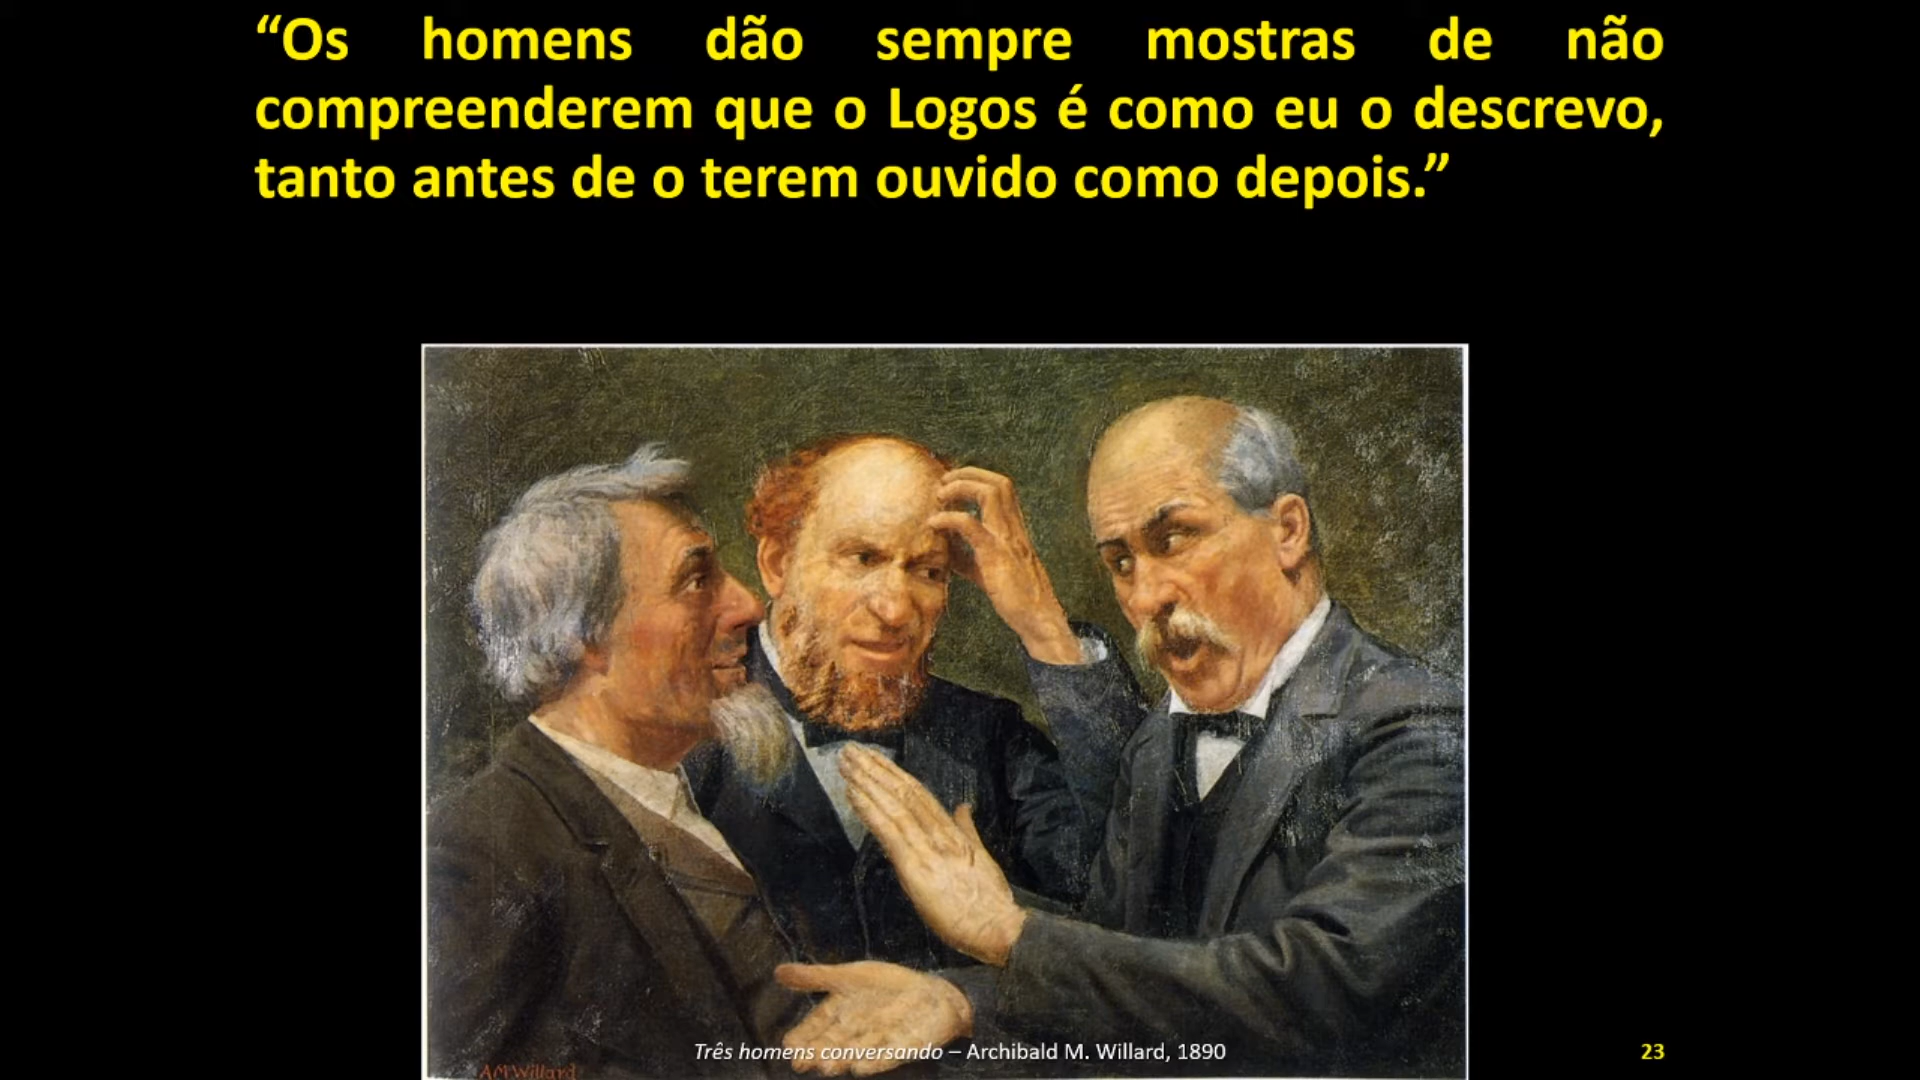 “Os homens dão sempre mostras de não
compreenderem que o Logos é como eu o descrevo,
tanto antes de o terem ouvido como depois.”
Três homens conversando – Archibald M. Willard, 1890
23
AMWillard